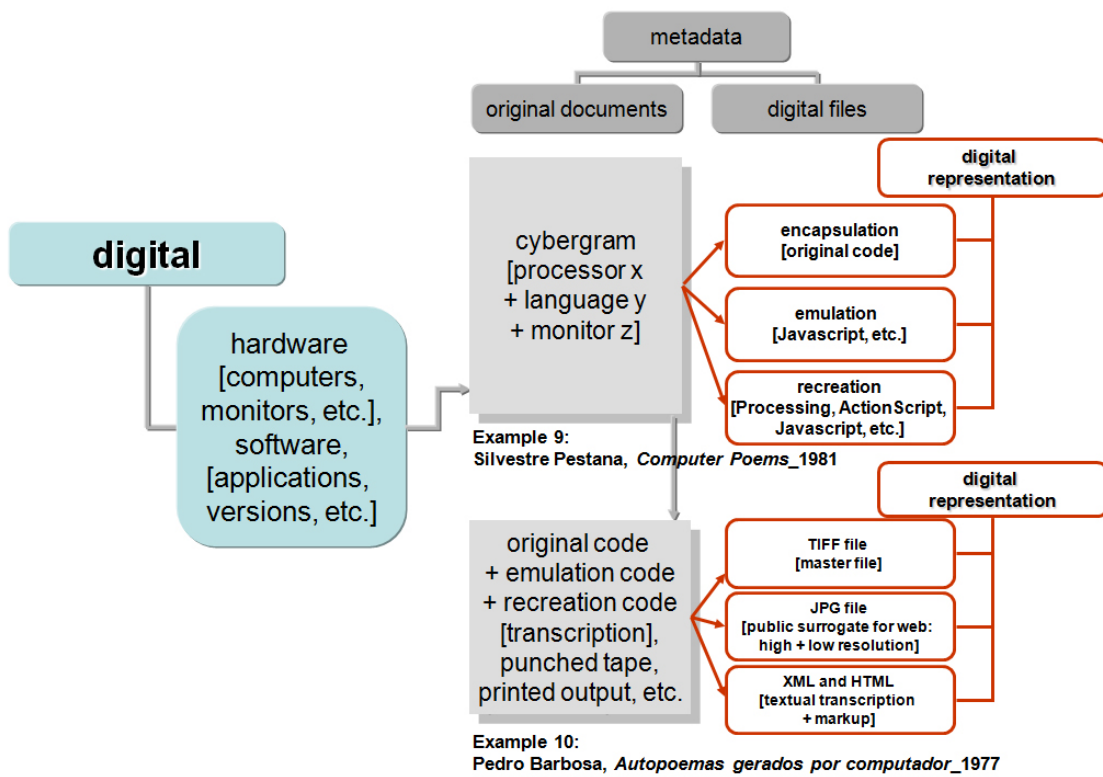 metadata
original documents
digital files
digital
representation
cybergram
[processor x
+ language y
+ monitor z]
encapsulation
[original code]
emulation
[Javascript, etc.]
recreation
[Processing, ActionScript,
Javascript, etc.]
digital
hardware
[computers,
monitors, etc.],
software,
[applications,
versions, etc.]
Example 9:
Silvestre Pestana, Computer Poems_1981
digital
representation
original code
+ emulation code
+ recreation code
[transcription],
punched tape,
printed output, etc.
TIFF file
[master file]
JPG file
[public surrogate for web:
high + low resolution]
XML and HTML
[textual transcription
+ markup]
Example 10:
Pedro Barbosa, Autopoemas gerados por computador_1977